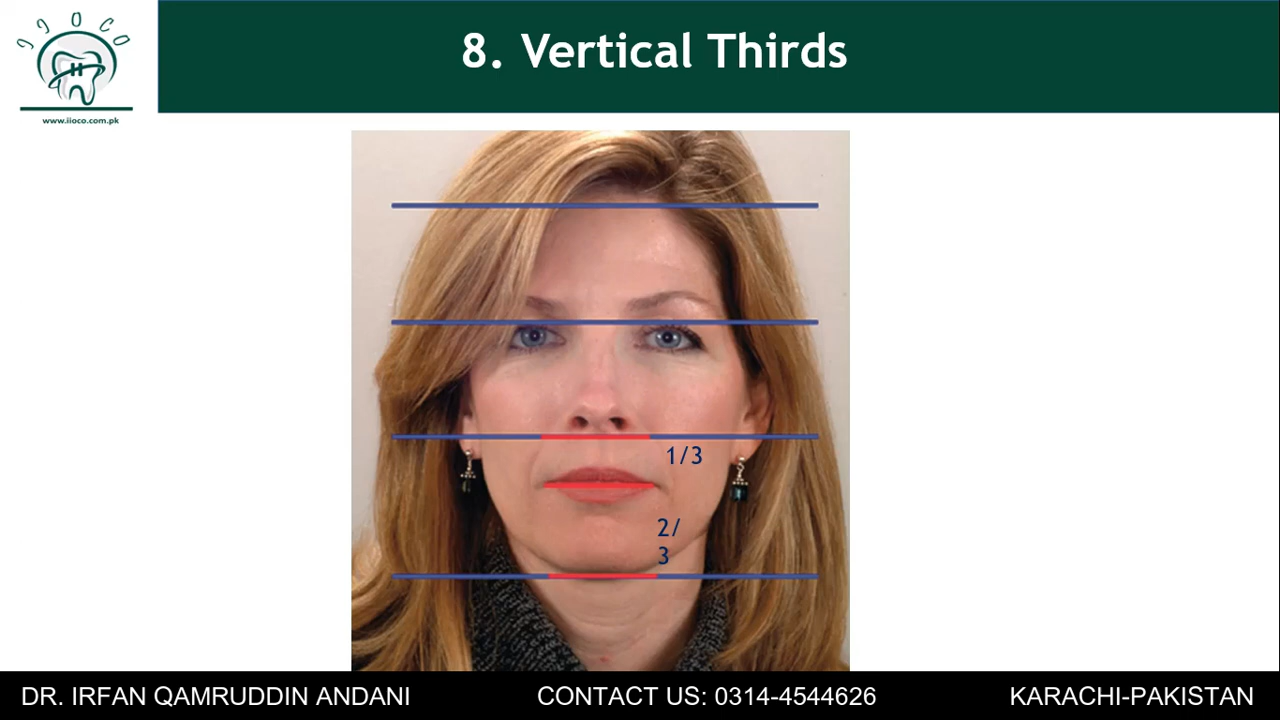 IJOCO
www.iioco.com.pk
8. Vertical Thirds
1/3
2/
3
DR. IRFAN QAMRUDDIN ANDANI CONTACT US: 0314-4544626 KARACHI-PAKISTAN